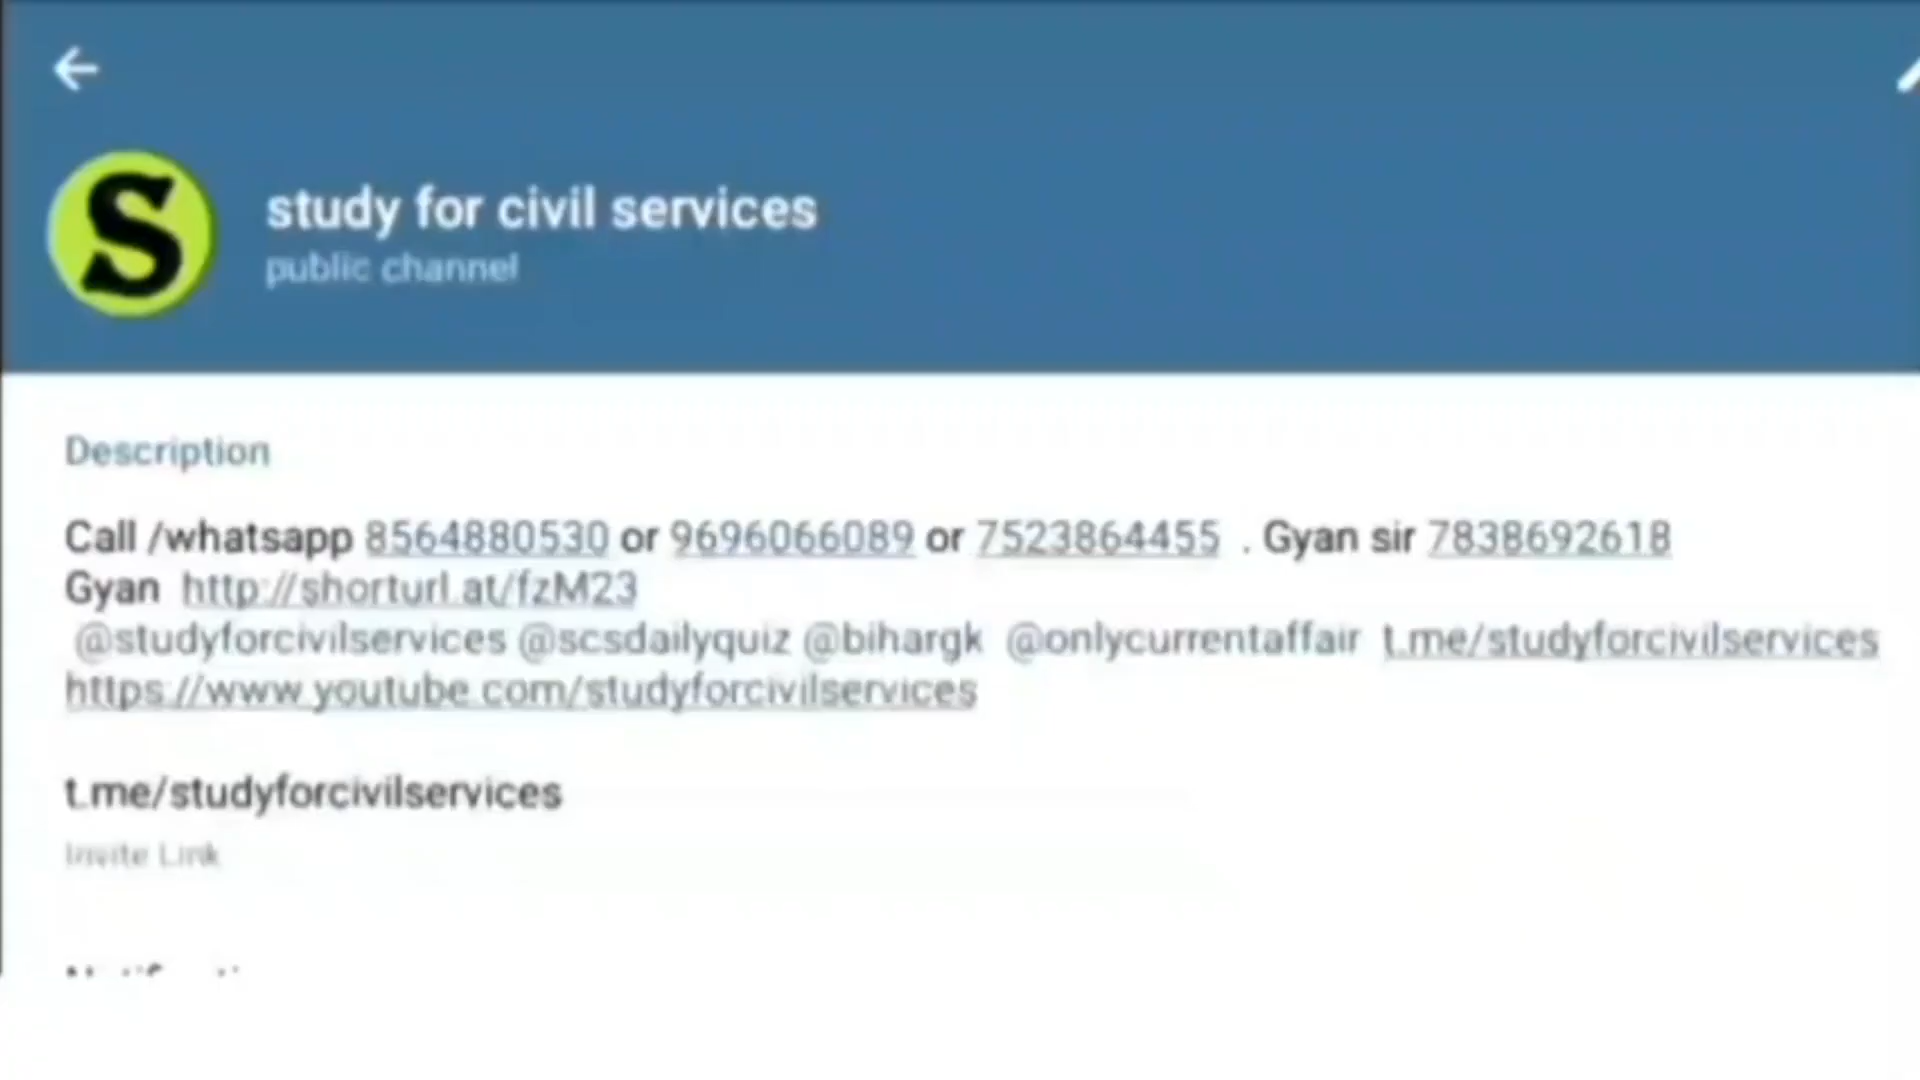 S
study for civil services
public channel
Description
Call /whatsapp 8564880530 or 9696066089 or 7523864455 . Gyan sir 7838692618
Gyan http://shorturl.at/fzM23
@studyforcivilservices @scsdailyquiz @bihargk @onlycurrentaffair t.me/studyforcivilservices
https://www.youtube.com/studyforcivilservices
t.me/studyforcivilservices
Invite Link